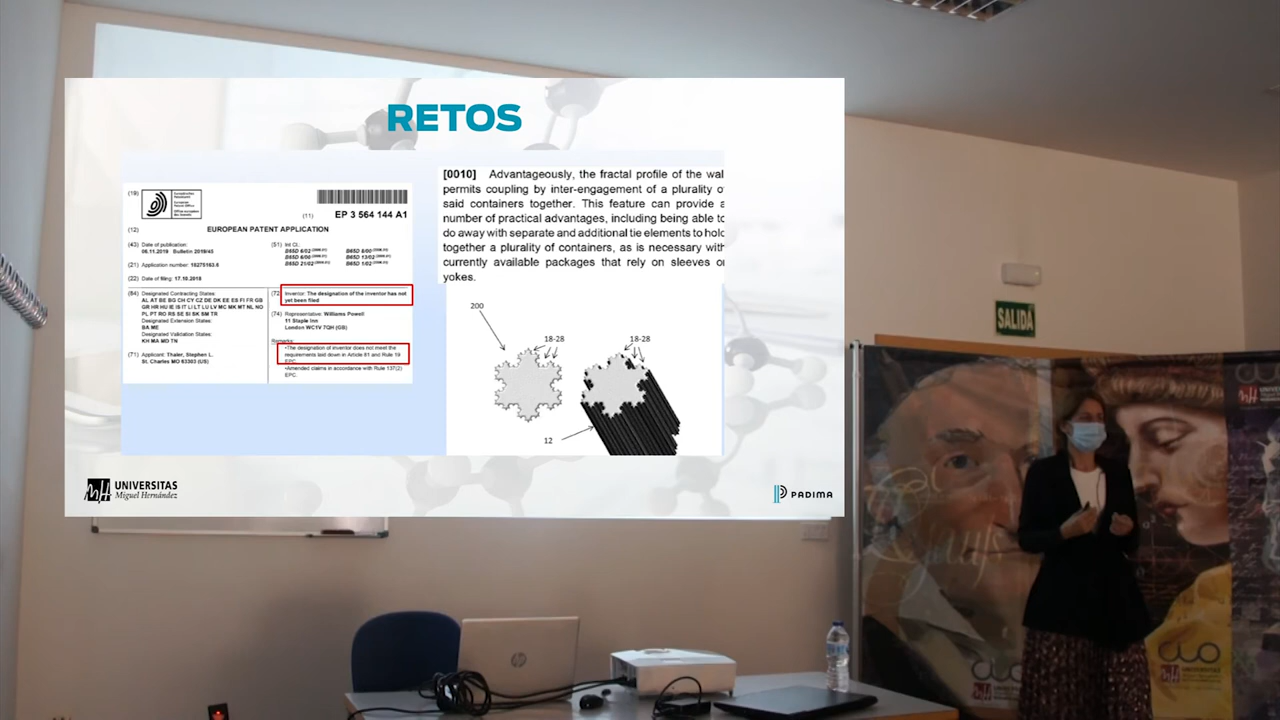 RETOS
(19)
(11) EP 3 564 144 A1
(12) EUROPEAN PATENT APPLICATION
(43) Date of publication:
06.11.2019 Bulletin 2019/45
(21) Application number: 18275163.6
(22) Date of filing: 17.10.2018
(51) Int Cl.:
(84) Designated Contracting States:
AL AT BE BG CH CY CZ DE DK EE ES FI FR GB
GR HR HU IE IS IT LI LT LU LV MC MK MT NL NO
PL PT RO RS SE SI SK SM TR
Designated Extension States:
BA ME
Designated Validation States:
KH MA MD TN
(71) Applicant: Thaler, Stephen L.
St. Charles MO 63303 (US)
(72) Inventor: The designation of the inventor has not
yet been filed
(74) Representative: Williams Powell
11 Staple Inn
London WC1V 7QH (GB)
Remarks:
•The designation of inventor does not meet the
requirements laid down in Article 81 and Rule 19
EPC.
•Amended claims in accordance with Rule 137(2)
EPC.
[0010] Advantageously, the fractal profile of the wal
permits coupling by inter-engagement of a plurality o
said containers together. This feature can provide a
number of practical advantages, including being able to
do away with separate and additional tie elements to hold
together a plurality of containers, as is necessary with
currently available packages that rely on sleeves or
yokes.
200
18-28
18-28
12
UNIVERSITAS
Miguel Hernández
PADIMA
SALIDA
hp
UNIVERSITAS